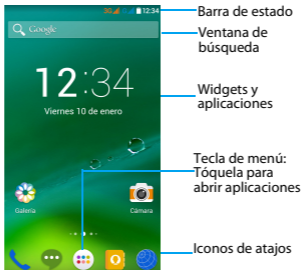 3G 12:34
Barra de estado
Google
Ventana de
búsqueda
12:34
Viernes 10 de enero
Widgets y
aplicaciones
Tecla de menú:
Tóquela para
abrir aplicaciones
Galería
Cámara
Iconos de atajos